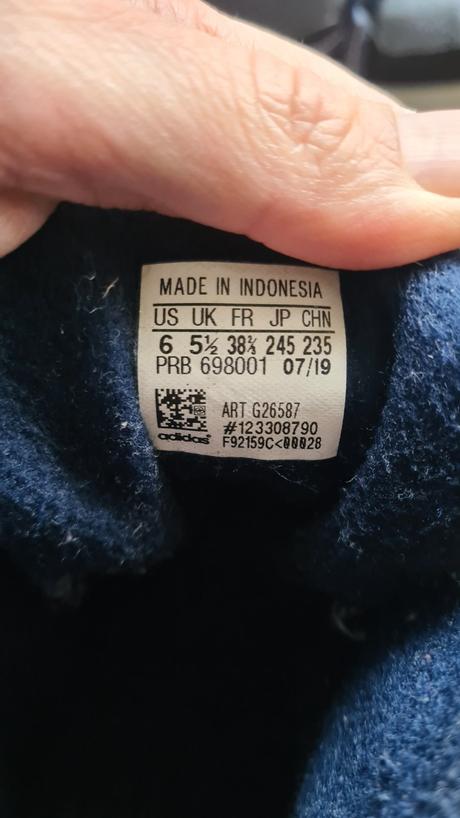 MADE IN INDONESIA
US UK FR JP CHN
6 5½ 38⅔ 245 235
PRB 698001 07/19
ART G26587
#123308790
adidas F92159C<00028